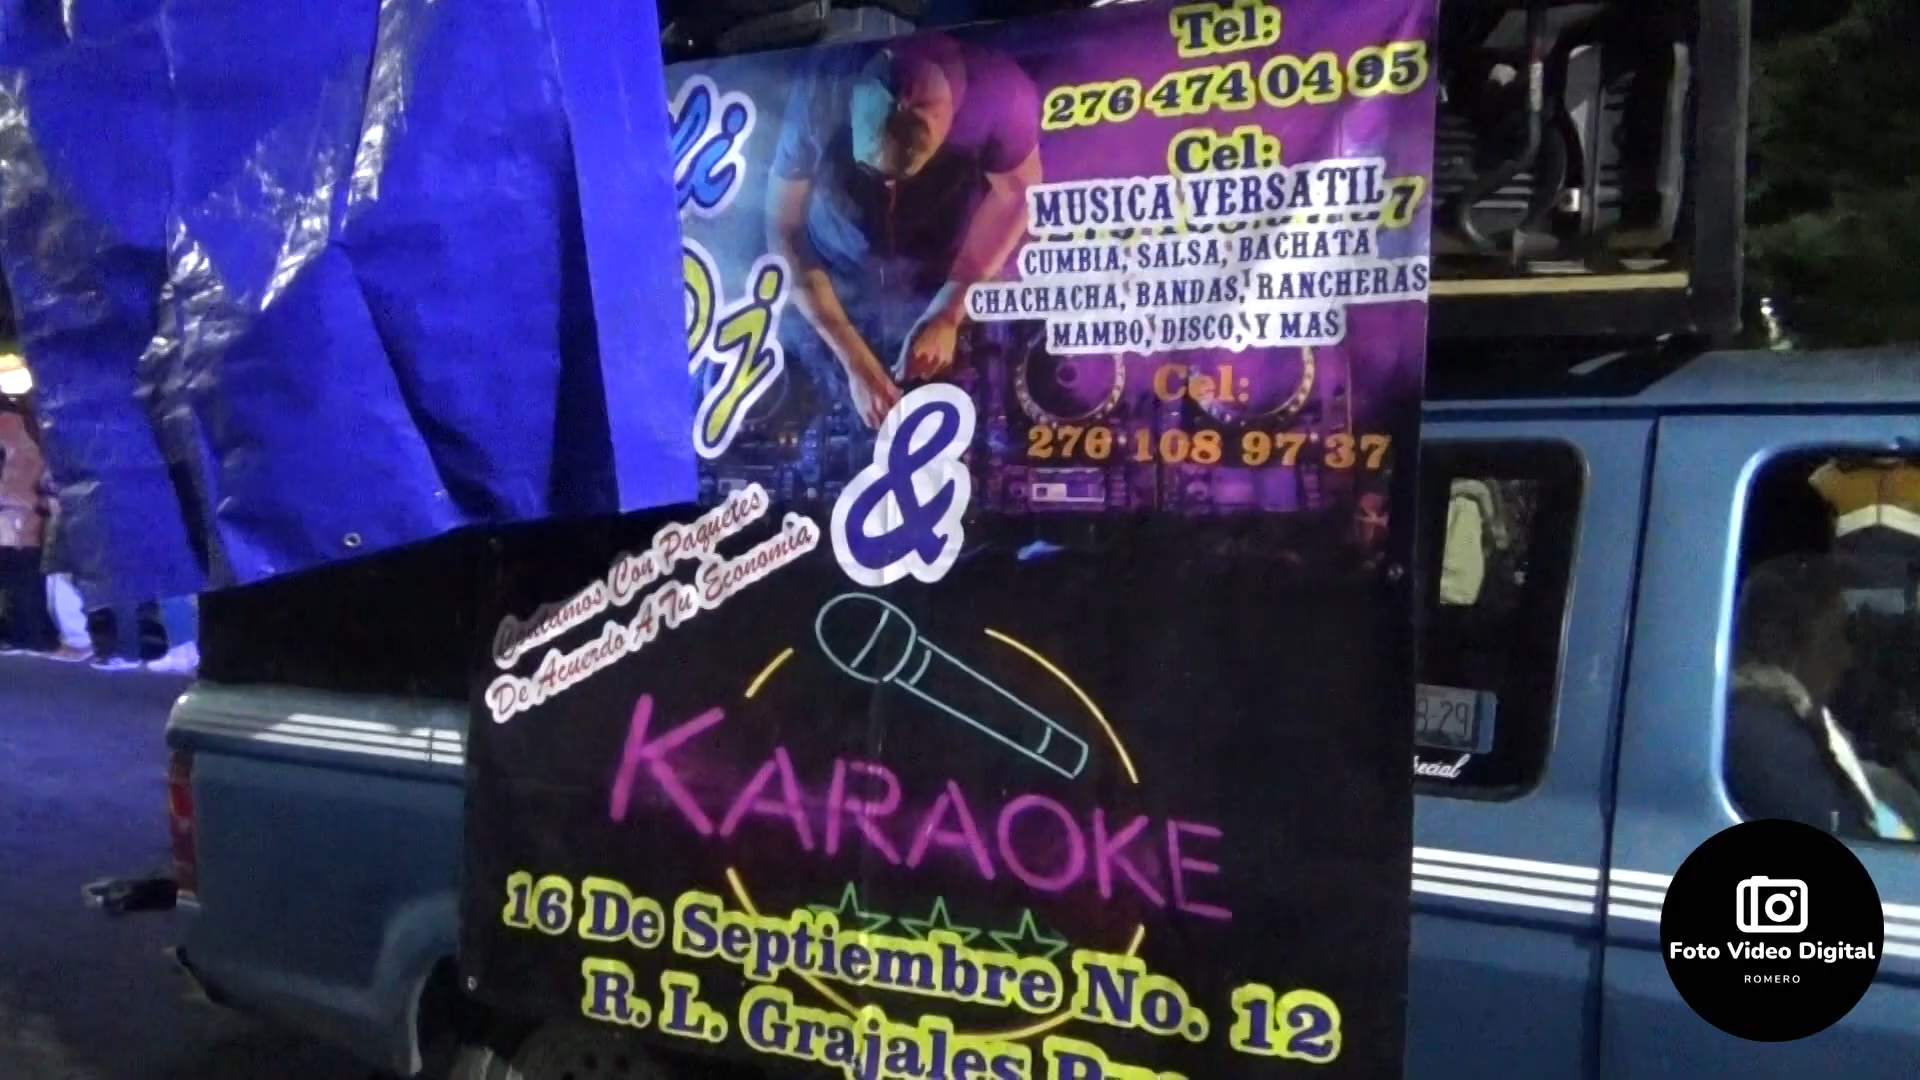 Tel:
276 474 04 95
Cel:
MUSICA VERSATIL
7
CUMBIA, SALSA, BACHATA
CHACHACHA, BANDAS, RANCHERAS
MAMBO, DISCO, Y MAS
Cel:
276 108 97 37
Dj
&
Contamos Con Paquetes
De Acuerdo A Tu Economia
KARAOKE
16 De Septiembre No. 12
R. L. Grajales
Foto Video Digital
ROMERO